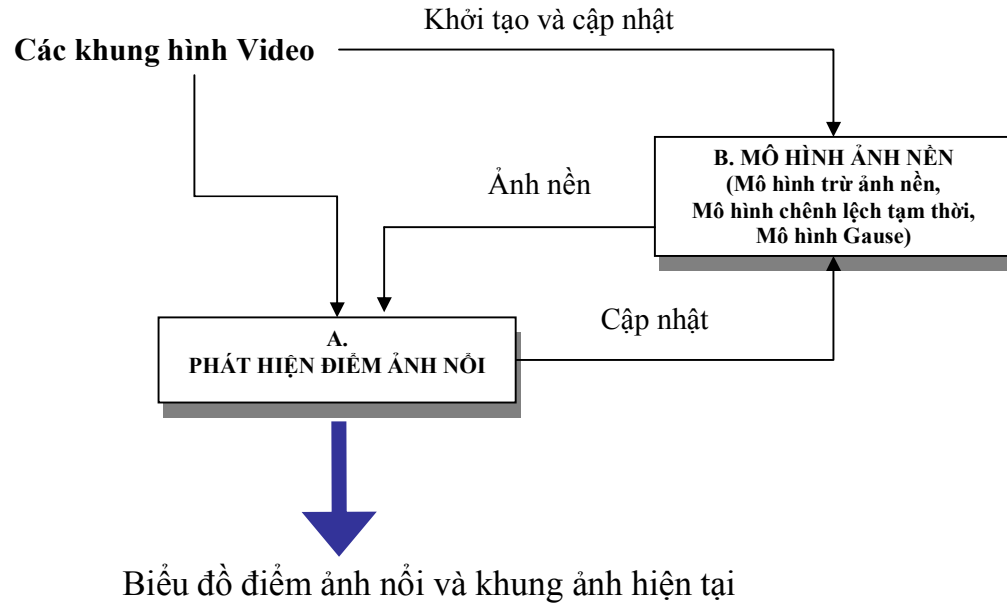 Khởi tạo và cập nhật
Các khung hình Video
B. MÔ HÌNH ẢNH NỀN
(Mô hình trừ ảnh nền,
Mô hình chênh lệch tạm thời,
Mô hình Gause)
Ảnh nền
Cập nhật
A.
PHÁT HIỆN ĐIỂM ẢNH NỔI
Biểu đồ điểm ảnh nổi và khung ảnh hiện tại